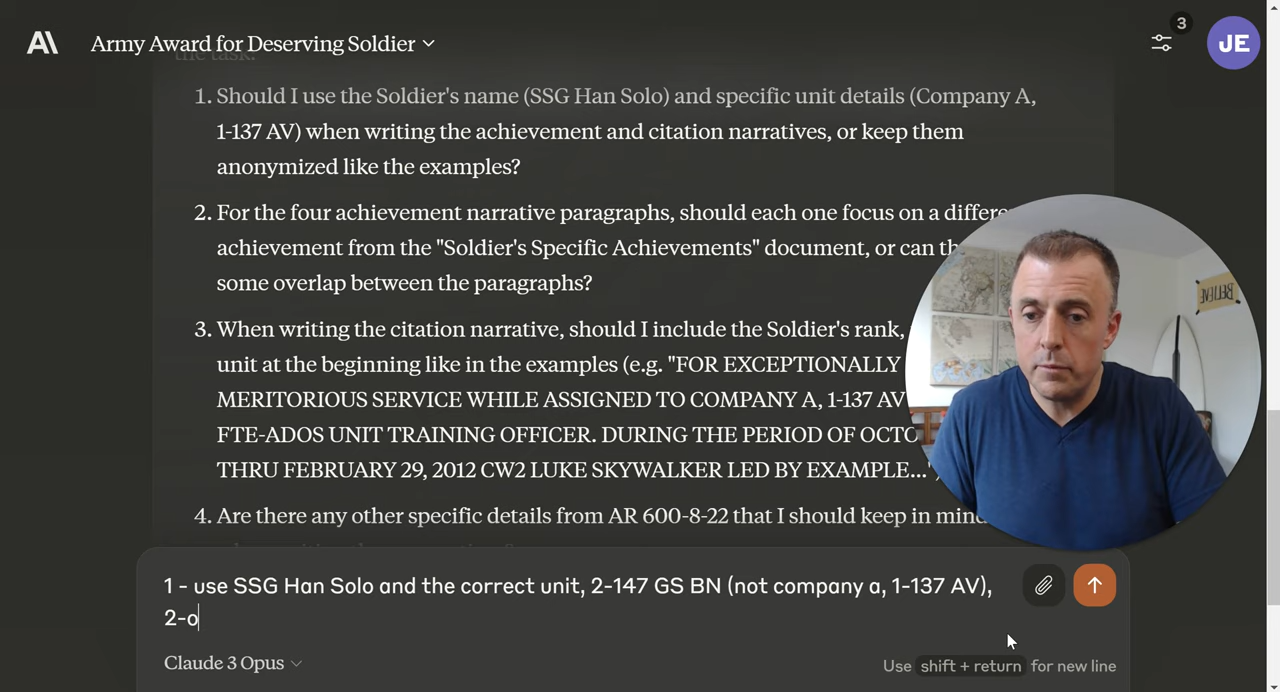 Army Award for Deserving Soldier
3
JE
the task.
1. Should I use the Soldier's name (SSG Han Solo) and specific unit details (Company A,
1-137 AV) when writing the achievement and citation narratives, or keep them
anonymized like the examples?
2. For the four achievement narrative paragraphs, should each one focus on a
achievement from the "Soldier's Specific Achievements" document, or can
some overlap between the paragraphs?
3. When writing the citation narrative, should I include the Soldier's rank,
unit at the beginning like in the examples (e.g. "FOR EXCEPTIONALLY
MERITORIOUS SERVICE WHILE ASSIGNED TO COMPANY A, 1-137 AV
FTE-ADOS UNIT TRAINING OFFICER. DURING THE PERIOD OF
THRU FEBRUARY 29, 2012 CW2 LUKE SKYWALKER LED BY EXAMPLE..."
4. Are there any other specific details from AR 600-8-22 that I should keep in mind
BELIEVE
1 - use SSG Han Solo and the correct unit, 2-147 GS BN (not company a, 1-137 AV),
2-o
Claude 3 Opus
Use shift + return for new line